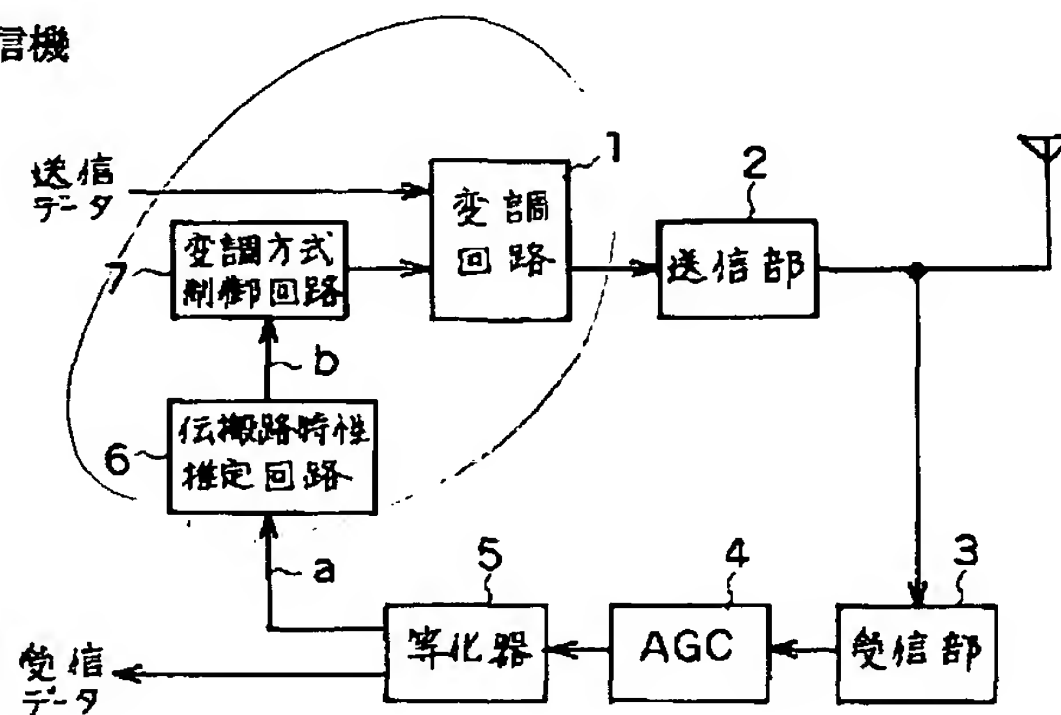 信機
1
2
送信
データ
変調
回路
送信部
変調方式
制御回路
7
b
伝搬路特性
推定回路
6
a
5
4
3
等化器
AGC
受信部
受信
データ